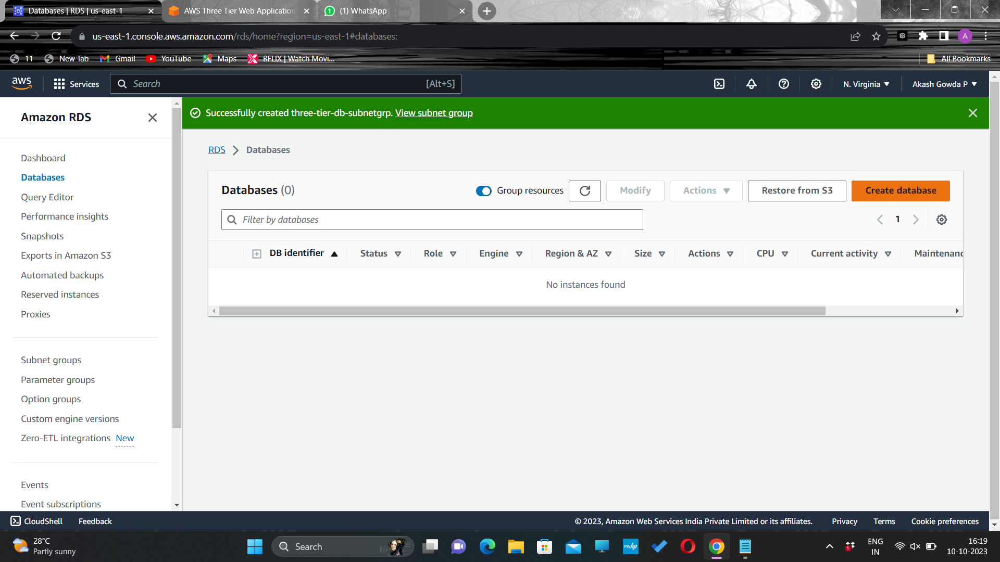 Databases | RDS | us-east-1
AWS Three Tier Web Application
(1) WhatsApp
us-east-1.console.aws.amazon.com/rds/home?region=us-east-1#databases:
A
11
New Tab
Gmail
YouTube
Maps
BFLIX | Watch Movi...
All Bookmarks
aws
Services
Search
[Alt+S]
N. Virginia
Akash Gowda P
Amazon RDS
Dashboard
Databases
Query Editor
Performance insights
Snapshots
Exports in Amazon S3
Automated backups
Reserved instances
Proxies
Subnet groups
Parameter groups
Option groups
Custom engine versions
Zero-ETL integrations New
Events
Event subscriptions
Successfully created three-tier-db-subnetgrp. View subnet group
RDS
Databases
Databases (0)
Group resources
Modify
Actions
Restore from S3
Create database
Filter by databases
1
DB identifier
Status
Role
Engine
Region & AZ
Size
Actions
CPU
Current activity
Maintenanc
No instances found
CloudShell
Feedback
© 2023, Amazon Web Services India Private Limited or its affiliates.
Privacy
Terms
Cookie preferences
28°C
Partly sunny
Search
myhp
1
ENG
IN
16:19
10-10-2023